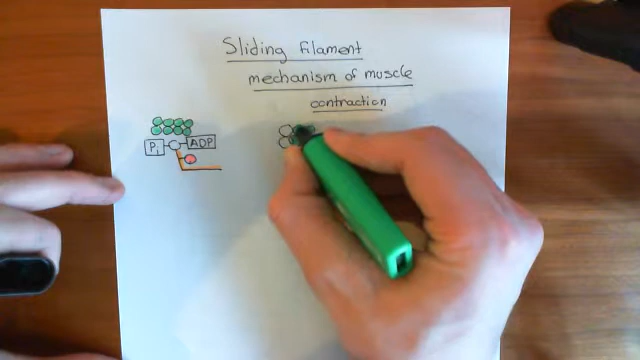 Sliding filament
mechanism of muscle
contraction
Pi ADP